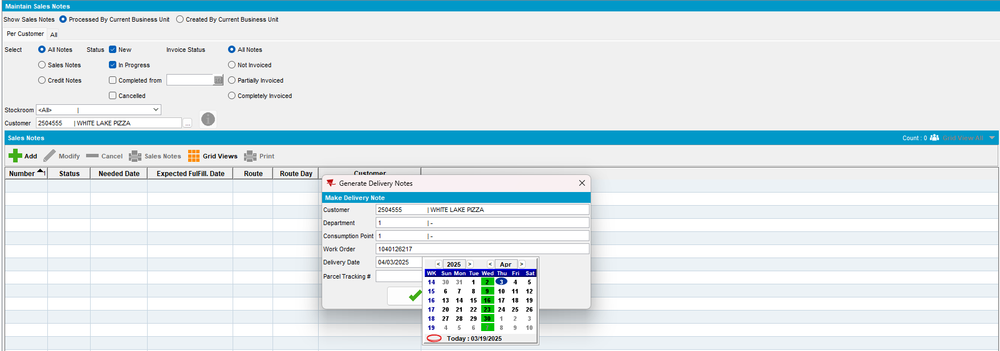 Maintain Sales Notes
Show Sales Notes Processed By Current Business Unit Created By Current Business Unit
Per Customer All
Select All Notes Status New Invoice Status All Notes
Sales Notes In Progress Not Invoiced
Credit Notes Completed from 16 Partially Invoiced
Cancelled Completely Invoiced
Stockroom <All> |
Customer 2504555 | WHITE LAKE PIZZA ...
Sales Notes Count : 0 Grid View All
Add Modify Cancel Sales Notes Grid Views Print
Number 1 Status Needed Date Expected FulFill. Date Route Route Day Customer
Generate Delivery Notes
Make Delivery Note
Customer 2504555 | WHITE LAKE PIZZA
Department 1 | -
Consumption Point 1 | -
Work Order 1040126217
Delivery Date 04/03/2025
Parcel Tracking #
< 2025 > < Apr >
WK Sun Mon Tue Wed Thu Fri Sat
14 30 31 1 2 3 4 5
15 6 7 8 9 10 11 12
16 13 14 15 16 17 18 19
17 20 21 22 23 24 25 26
18 27 28 29 30 1 2 3
19 4 5 6 7 8 9 10
Today : 03/19/2025